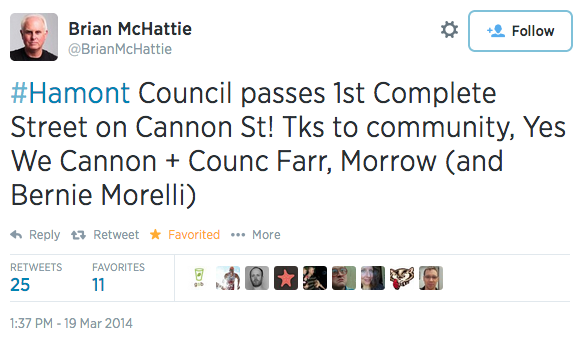 Brian McHattie
@BrianMcHattie
Follow
#Hamont Council passes 1st Complete
Street on Cannon St! Tks to community, Yes
We Cannon + Counc Farr, Morrow (and
Bernie Morelli)
Reply Retweet Favorited More
RETWEETS FAVORITES
25 11
1:37 PM - 19 Mar 2014